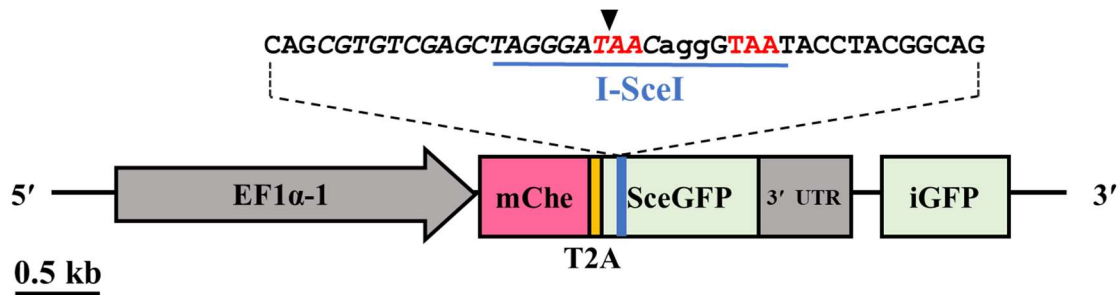 CAGCGTGTCGAGCTAGGGATAACaggGTAATACCTACGGCAG
I-SceI
5′ EF1α-1 mChe SceGFP 3′ UTR iGFP 3′
T2A
0.5 kb